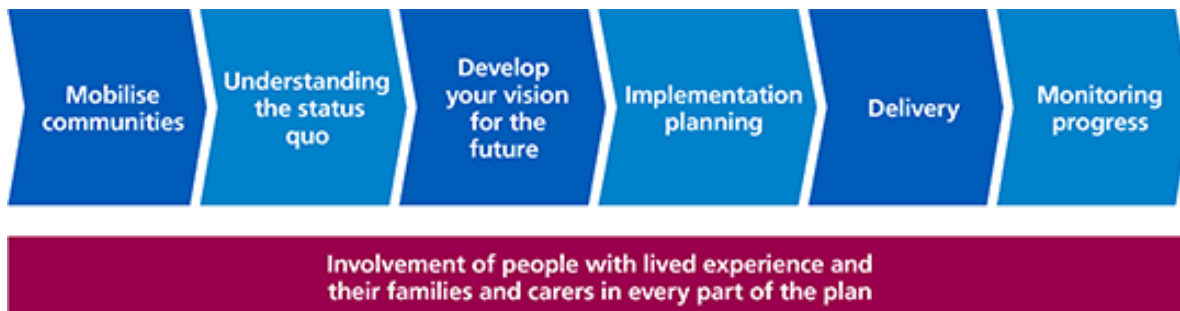 Mobilise
communities
Understanding
the status
quo
Develop
your vision
for the
future
Implementation
planning
Delivery
Monitoring
progress
Involvement of people with lived experience and
their families and carers in every part of the plan